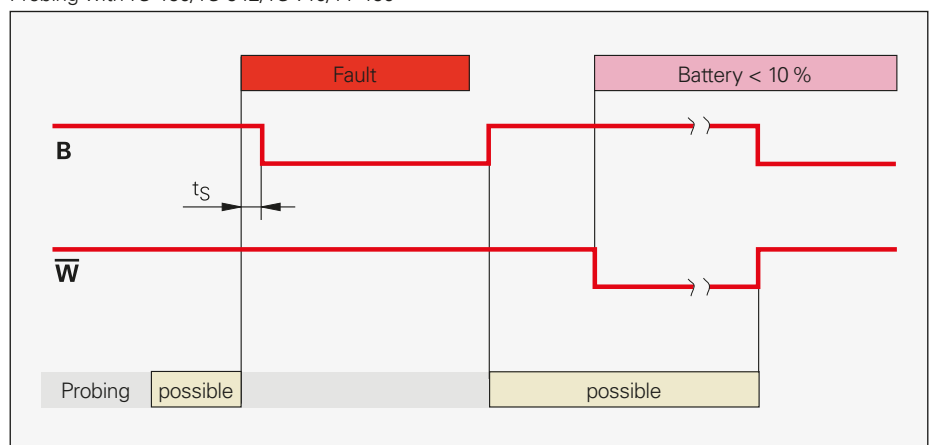 Fault
Battery < 10 %
B
tS
W
Probing
possible
possible